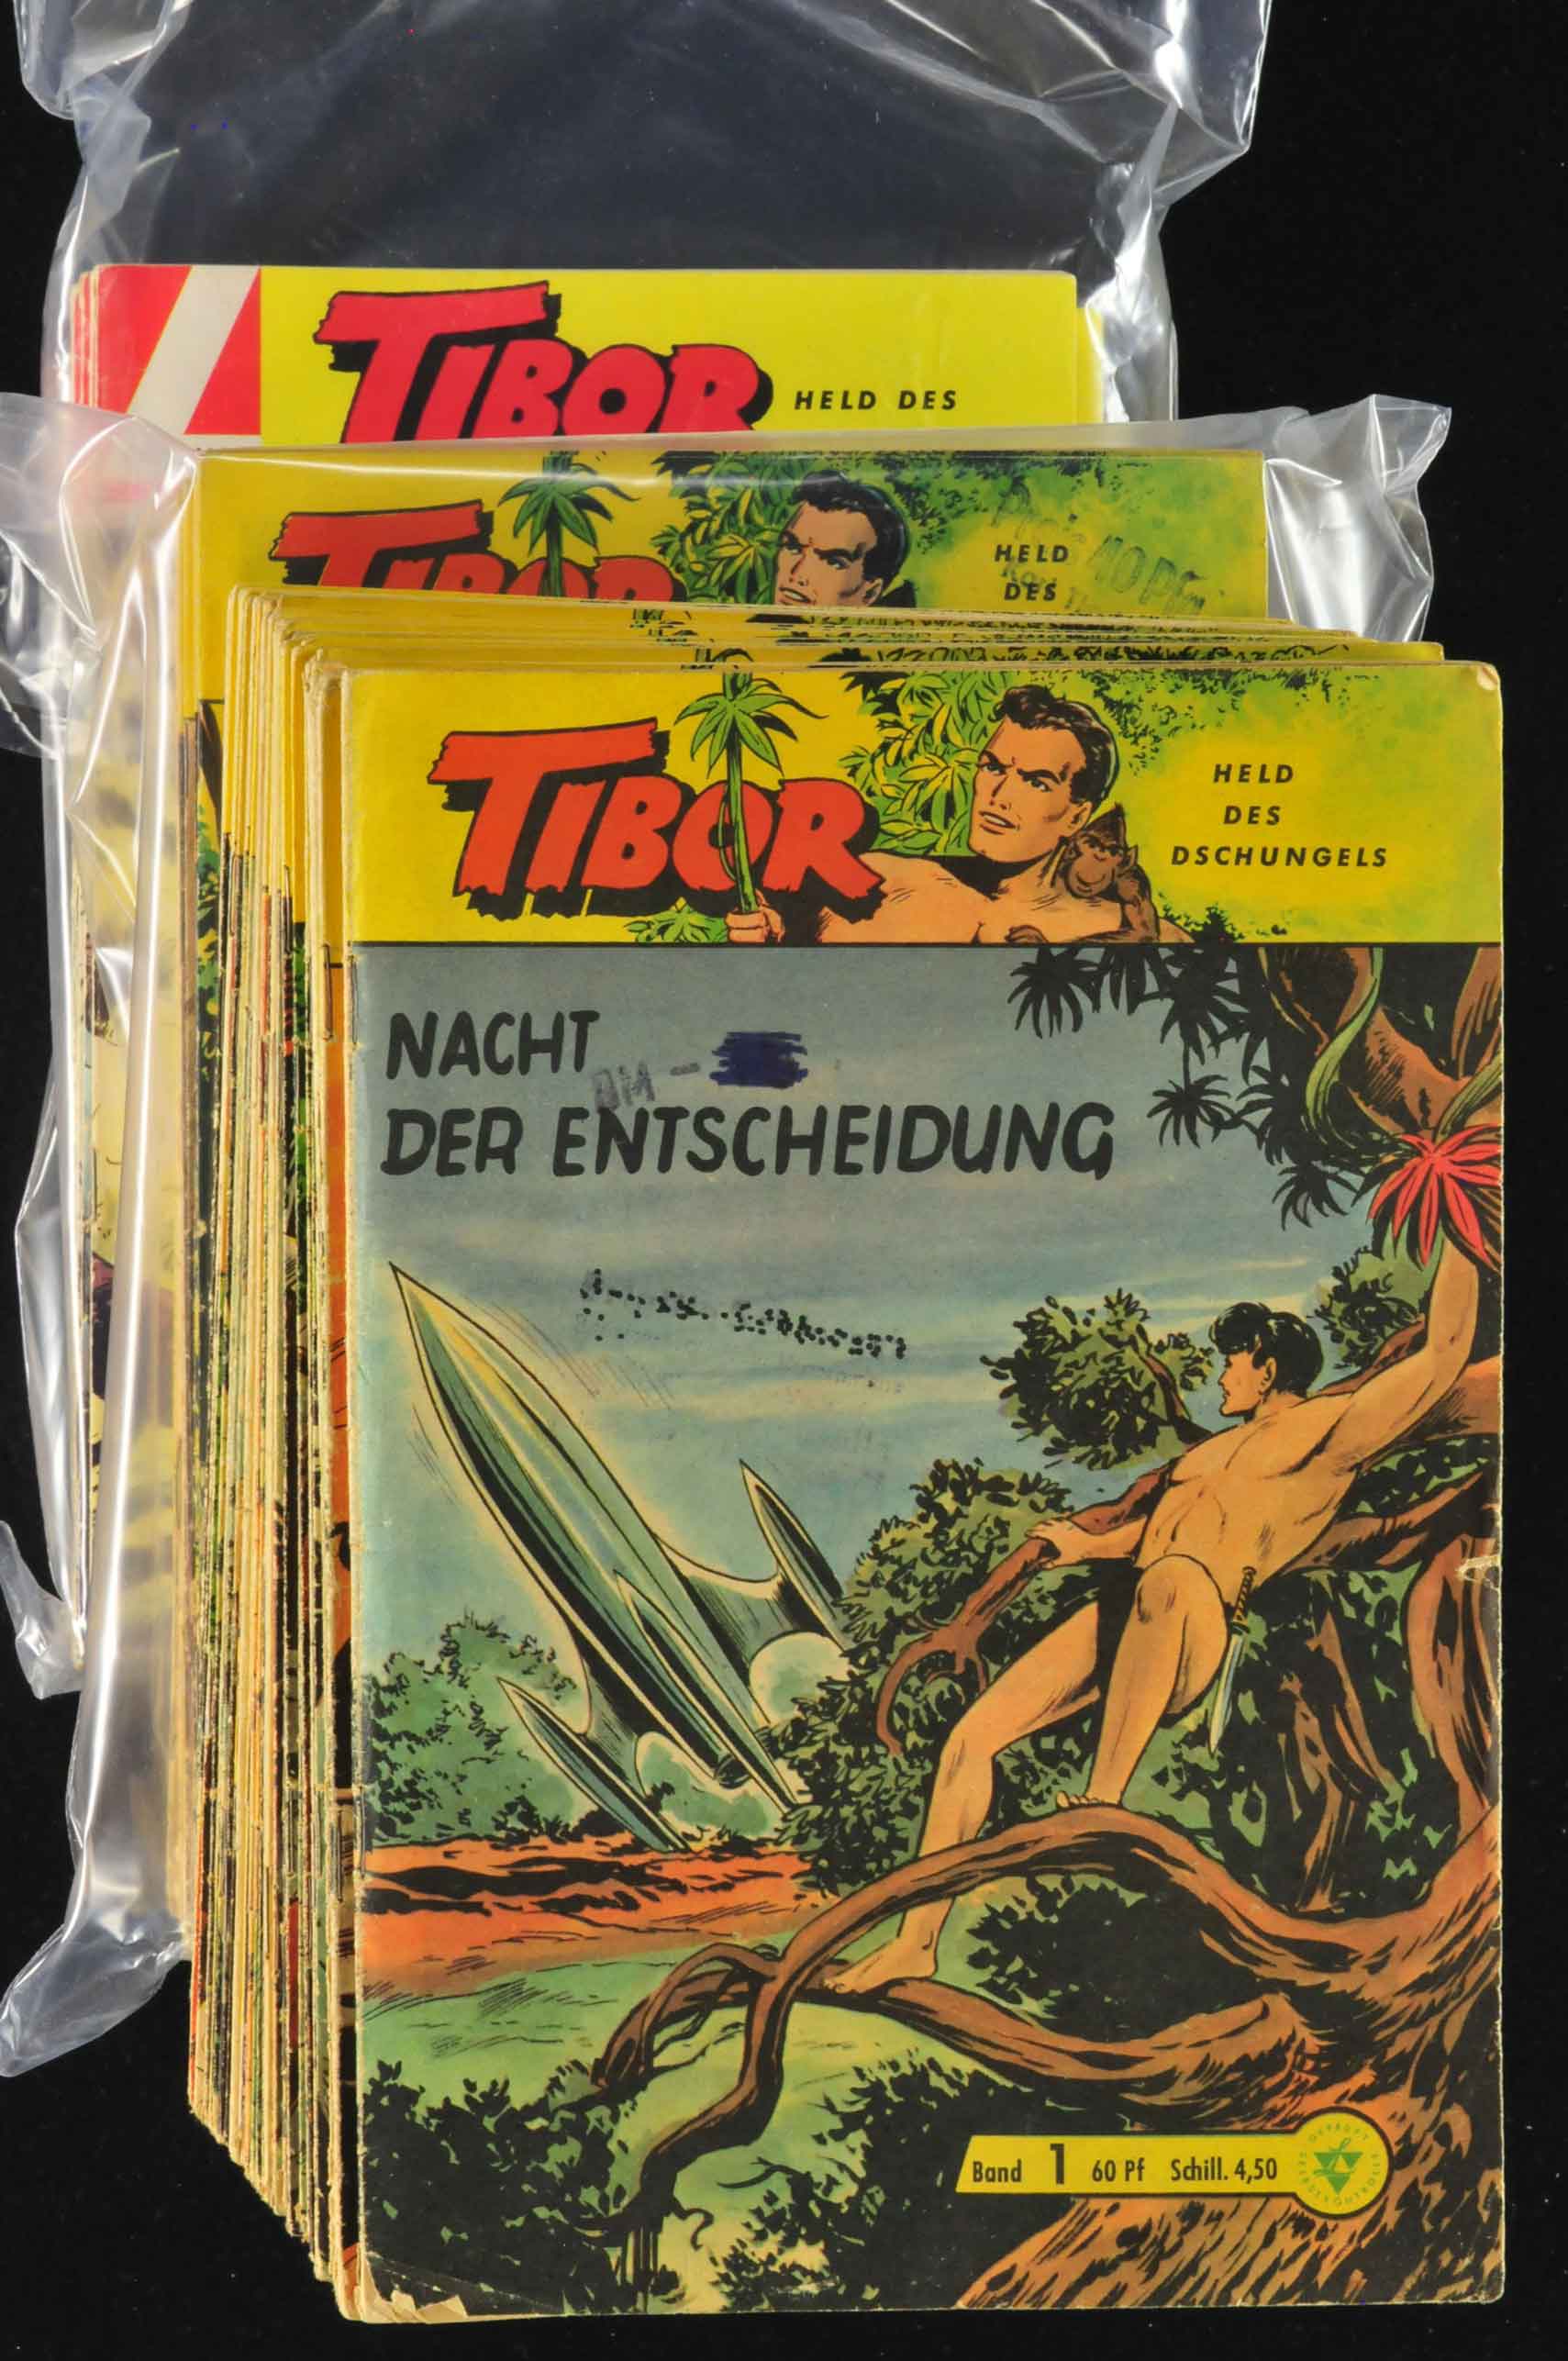 TIBOR HELD DES
TIBOR
HELD
DES
TIBOR
HELD
DES
DSCHUNGELS
NACHT
DM -
DER ENTSCHEIDUNG
Band 1 60 Pf Schill. 4,50